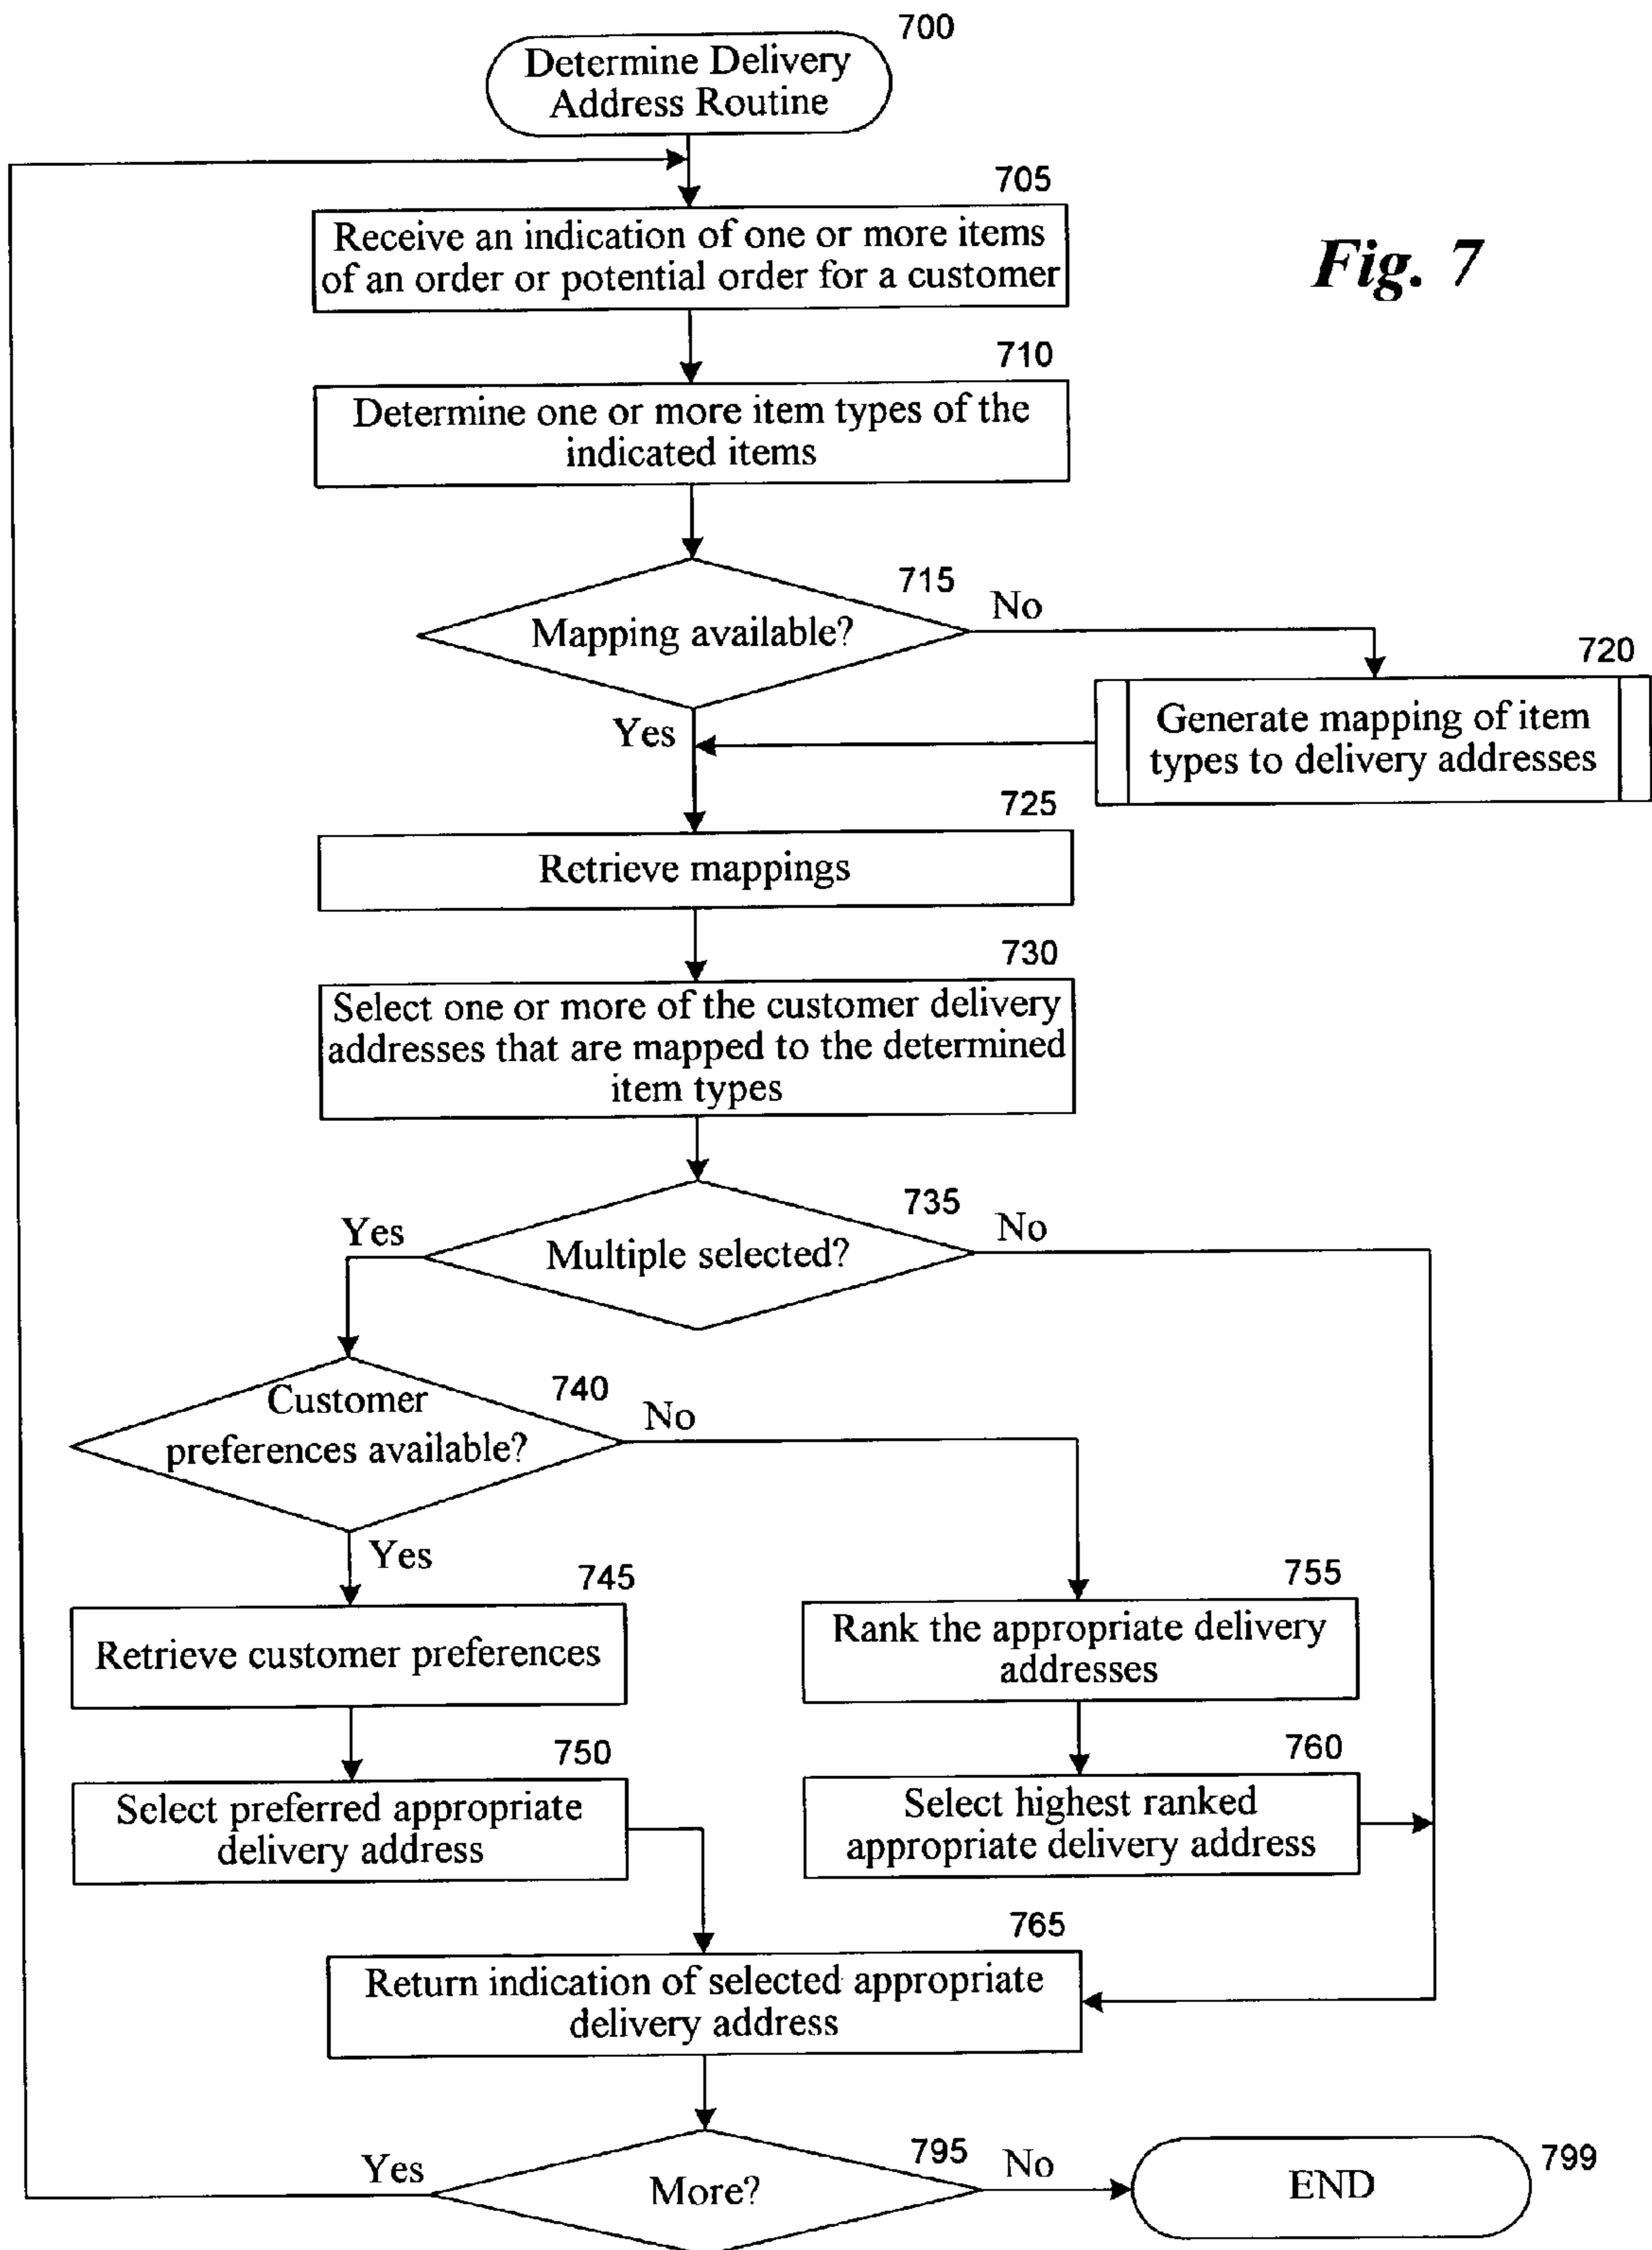 700
Determine Delivery
Address Routine
705
Receive an indication of one or more items
of an order or potential order for a customer
Fig. 7
710
Determine one or more item types of the
indicated items
715
Mapping available?
No
720
Generate mapping of item
types to delivery addresses
Yes
725
Retrieve mappings
730
Select one or more of the customer delivery
addresses that are mapped to the determined
item types
735
Yes
Multiple selected?
No
740
Customer
preferences available?
No
Yes
745
Retrieve customer preferences
755
Rank the appropriate delivery
addresses
750
Select preferred appropriate
delivery address
760
Select highest ranked
appropriate delivery address
765
Return indication of selected appropriate
delivery address
795
Yes
More?
No
799
END